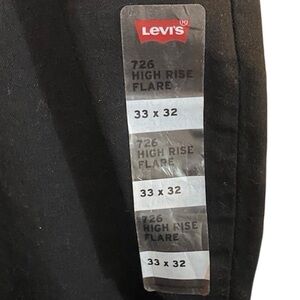 Levi's
726
HIGH RISE
FLARE
33 x 32
726
HIGH RISE
FLARE
33 x 32
726
HIGH RISE
FLARE
33 x 32